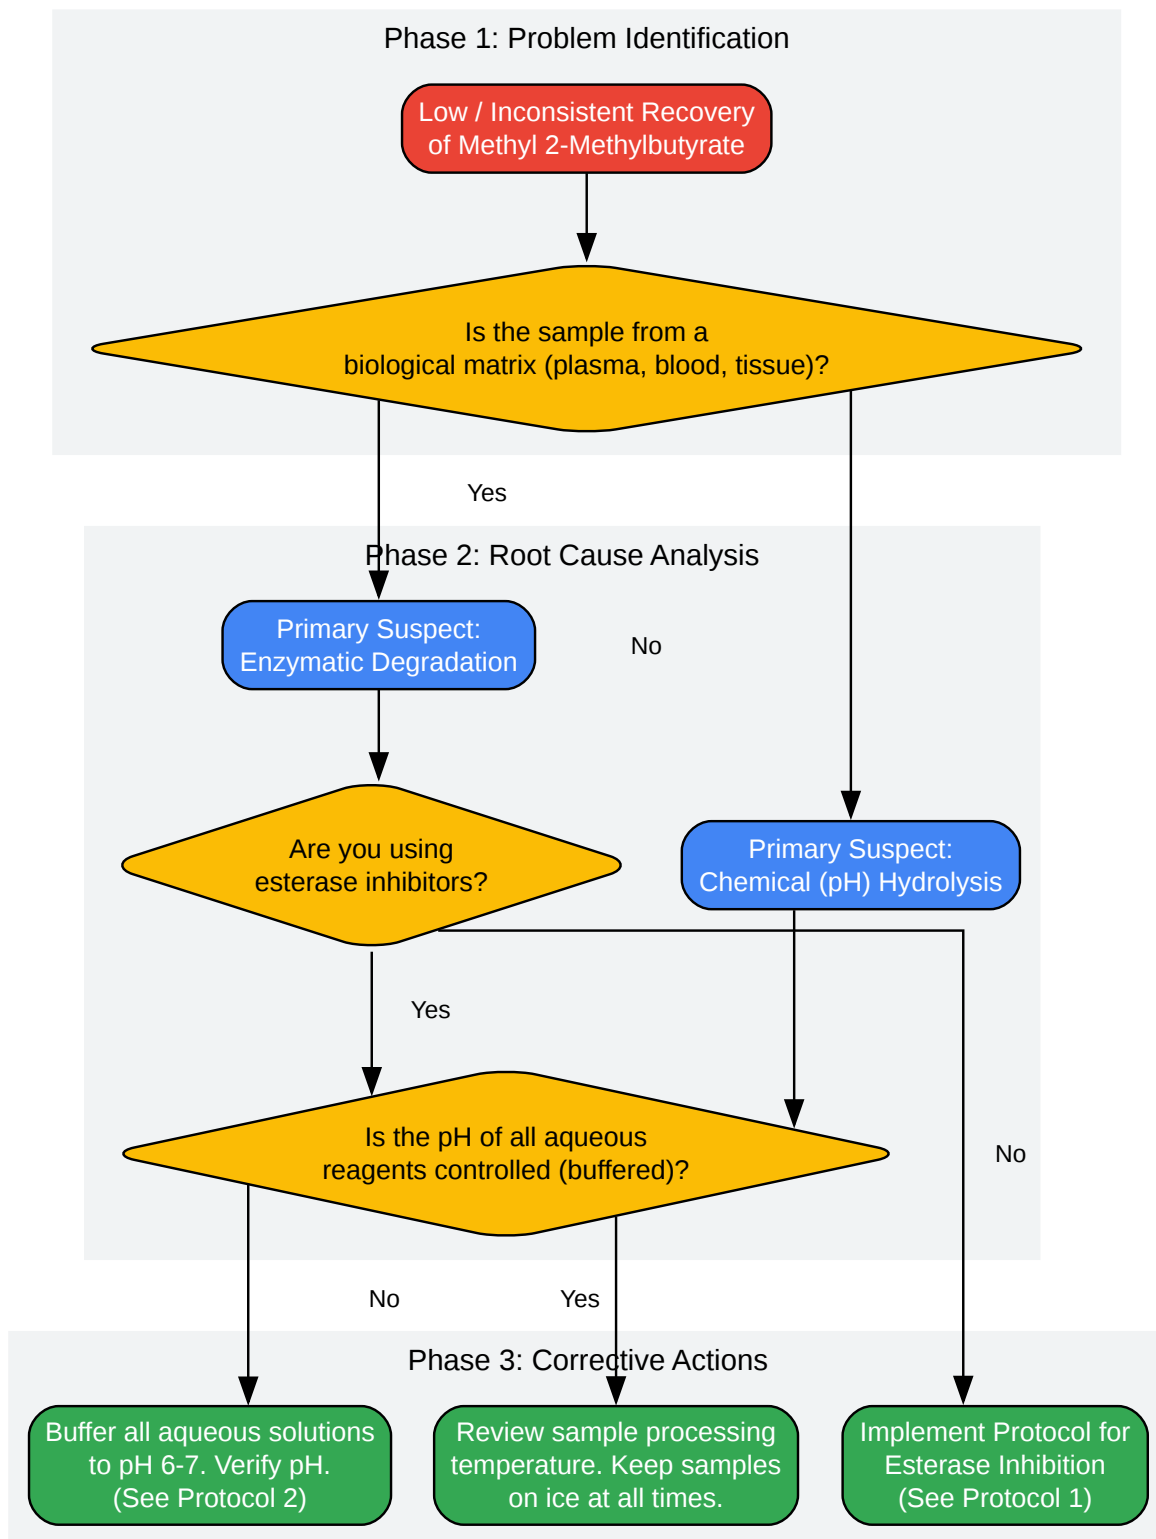 Phase 1: Problem Identification
Low / Inconsistent Recovery
of Methyl 2-Methylbutyrate
Is the sample from a
biological matrix (plasma, blood, tissue)?
Yes
Phase 2: Root Cause Analysis
Primary Suspect:
Enzymatic Degradation
No
Are you using
esterase inhibitors?
Primary Suspect:
Chemical (pH) Hydrolysis
Yes
Is the pH of all aqueous
reagents controlled (buffered)?
No
No
Yes
Phase 3: Corrective Actions
Buffer all aqueous solutions
to pH 6-7. Verify pH.
(See Protocol 2)
Review sample processing
temperature. Keep samples
on ice at all times.
Implement Protocol for
Esterase Inhibition
(See Protocol 1)